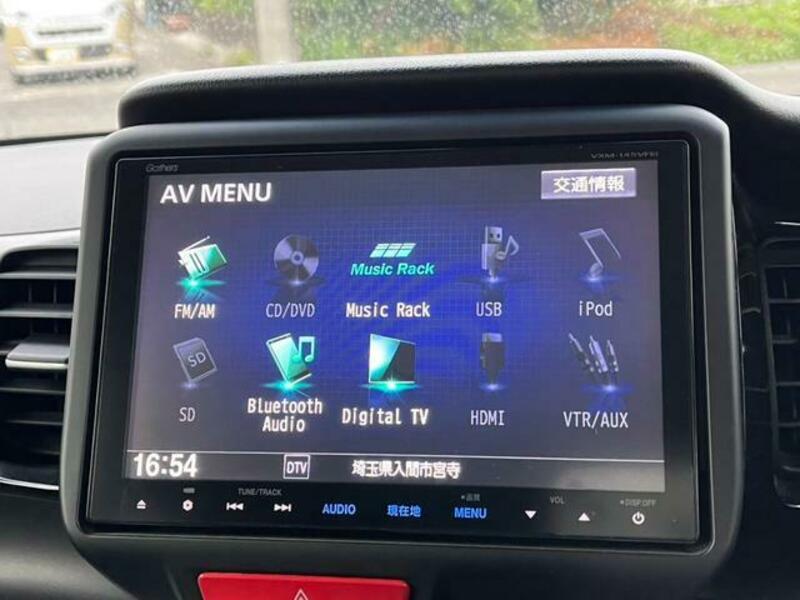 Gathers
AV MENU
交通情報
Music Rack
FM/AM
CD/DVD
Music Rack
USB
iPod
SD
SD
Bluetooth
Audio
Digital TV
HDMI
VTR/AUX
16:54
DTV
埼玉県入間市宮寺
TUNE/TRACK
AUDIO
現在地
画質
MENU
VOL
DISP OFF